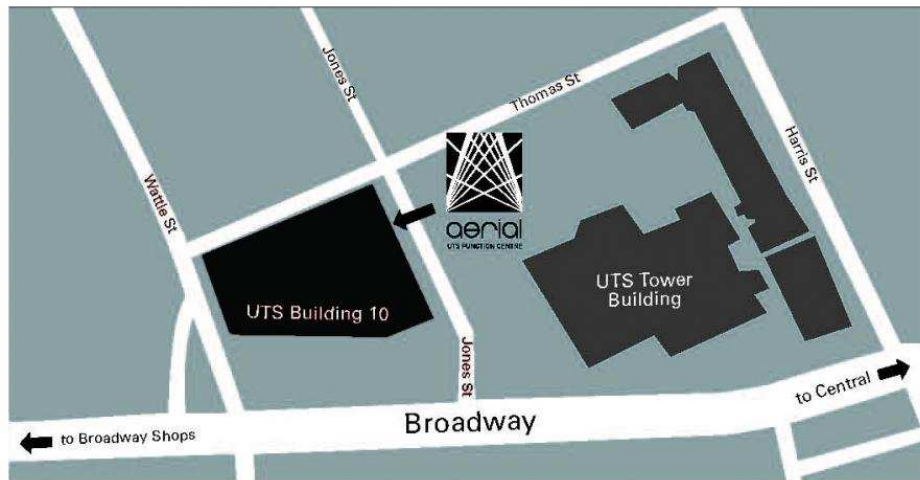 Jones St
Thomas St
Harris St
Wattle St
aerial
UTS FUNCTION CENTRE
UTS Tower
Building
UTS Building 10
Jones St
to Central
Broadway
to Broadway Shops